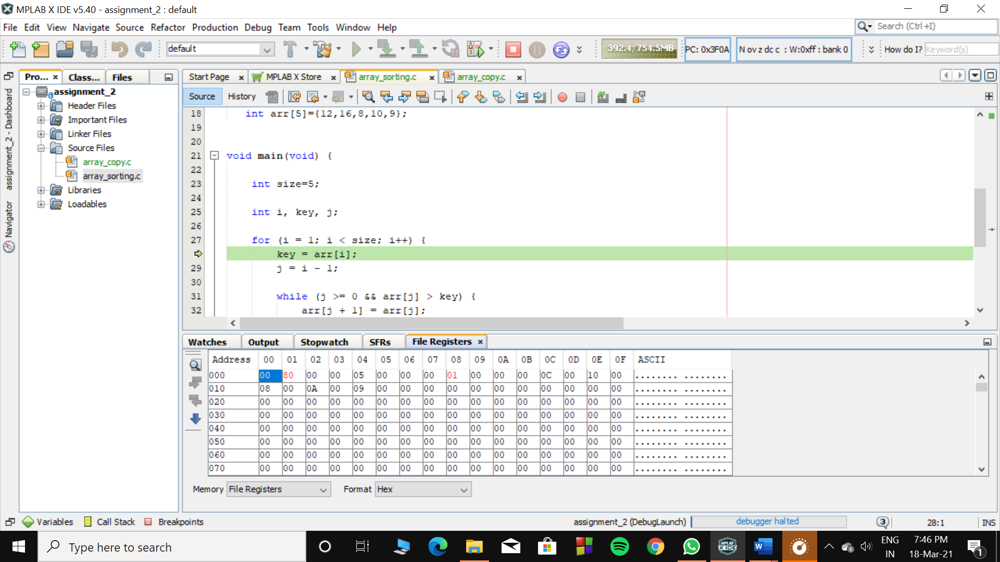 MPLAB X IDE v5.40 - assignment_2 : default
File Edit View Navigate Source Refactor Production Debug Team Tools Window Help
Search (Ctrl+I)
default
392.4/754.5MB
PC: 0x3F0A
N ov z dc c : W:0xff : bank 0
How do I? Keyword(s)
Pro... Class... Files
Start Page MPLAB X Store array_sorting.c array_copy.c
assignment_2 - Dashboard
Navigator
assignment_2
Header Files
Important Files
Linker Files
Source Files
array_copy.c
array_sorting.c
Libraries
Loadables
Source History
18 int arr[5]={12,16,8,10,9};
19
20
21 void main(void) {
22
23 int size=5;
24
25 int i, key, j;
26
27 for (i = 1; i < size; i++) {
key = arr[i];
29 j = i - 1;
30
31 while (j >= 0 && arr[j] > key) {
32 arr[j + 1] = arr[j];
Watches Output Stopwatch SFRs File Registers
Address 00 01 02 03 04 05 06 07 08 09 0A 0B 0C 0D 0E 0F ASCII
000 00 80 00 00 05 00 00 00 01 00 00 00 0C 00 10 00 ........ ........
010 08 00 0A 00 09 00 00 00 00 00 00 00 00 00 00 00 ........ ........
020 00 00 00 00 00 00 00 00 00 00 00 00 00 00 00 00 ........ ........
030 00 00 00 00 00 00 00 00 00 00 00 00 00 00 00 00 ........ ........
040 00 00 00 00 00 00 00 00 00 00 00 00 00 00 00 00 ........ ........
050 00 00 00 00 00 00 00 00 00 00 00 00 00 00 00 00 ........ ........
060 00 00 00 00 00 00 00 00 00 00 00 00 00 00 00 00 ........ ........
070 00 00 00 00 00 00 00 00 00 00 00 00 00 00 00 00 ........ ........
Memory File Registers Format Hex
Variables Call Stack Breakpoints
assignment_2 (DebugLaunch) debugger halted 3 28:1 INS
Type here to search
MPLAB X IDE
ENG
IN
7:46 PM
18-Mar-21
1